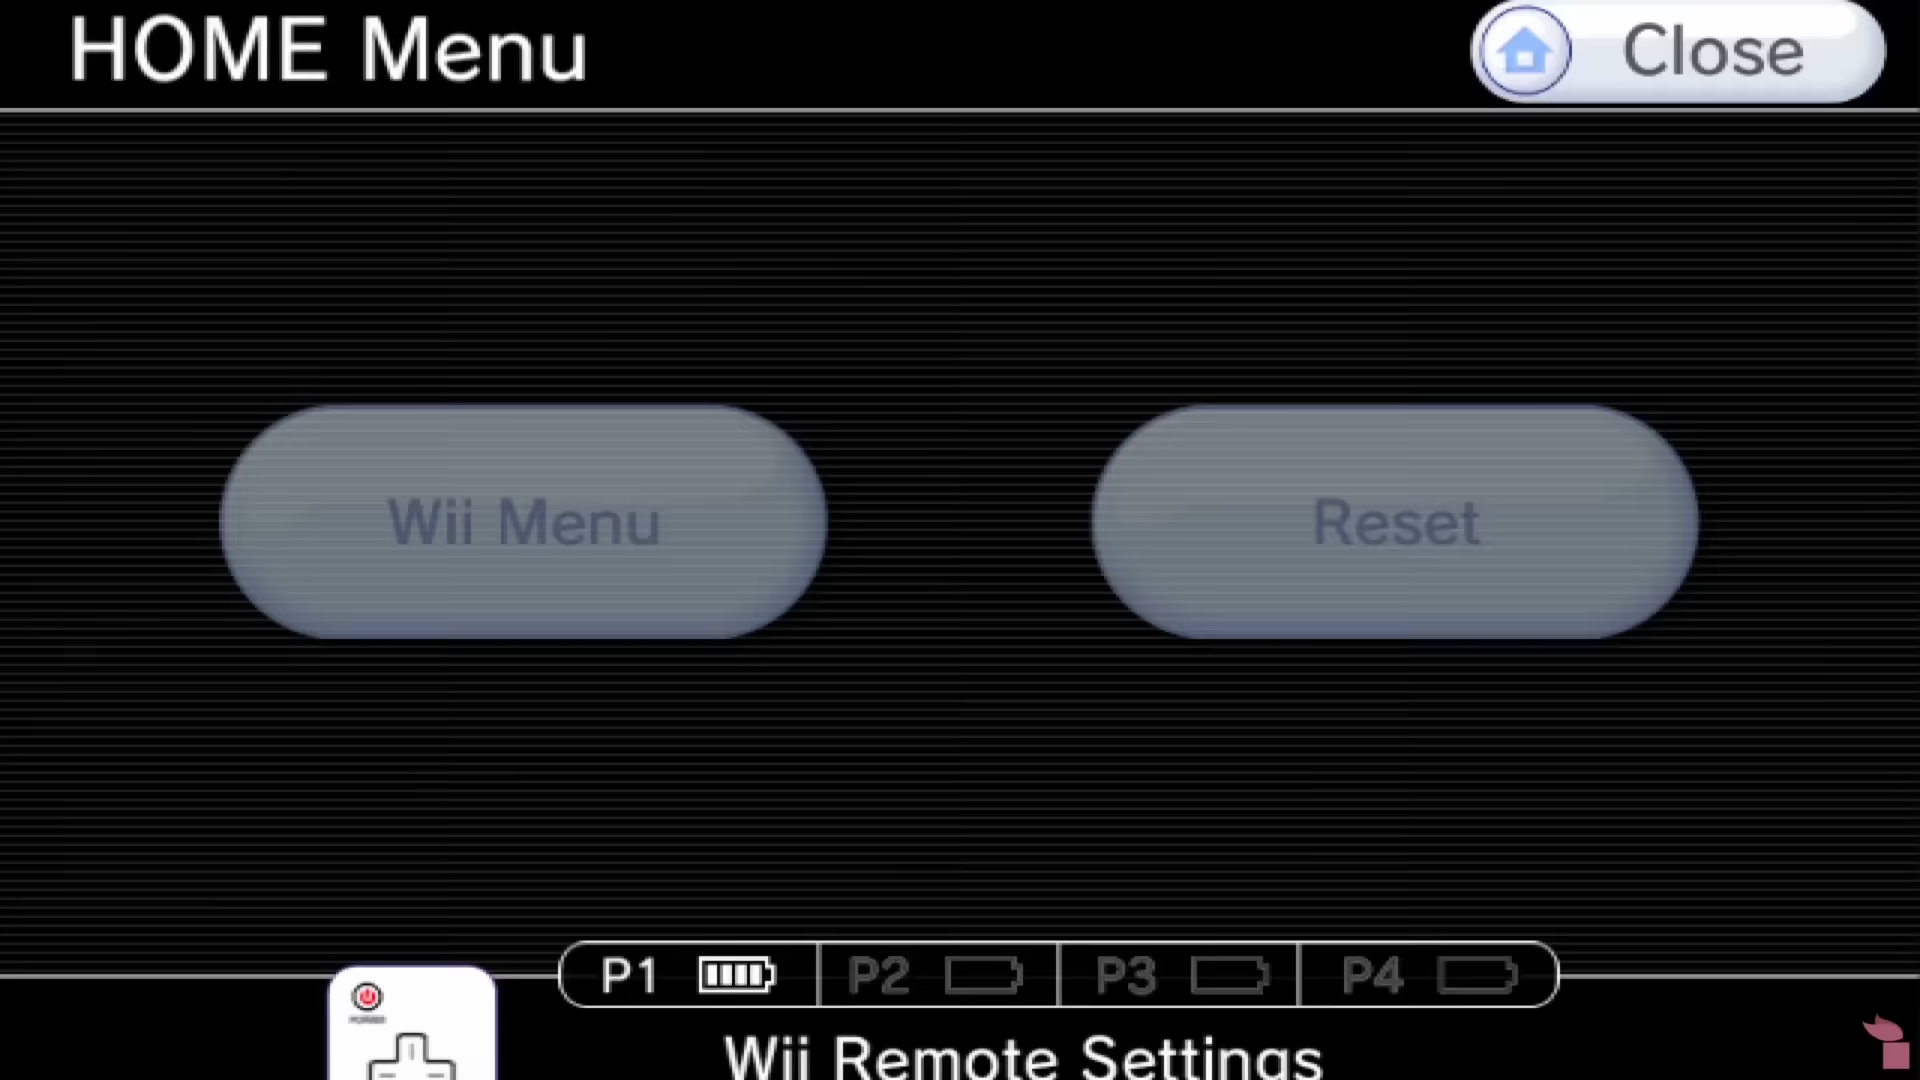 HOME Menu
Close
Wii Menu
Reset
P1 P2 P3 P4
Wii Remote Settings